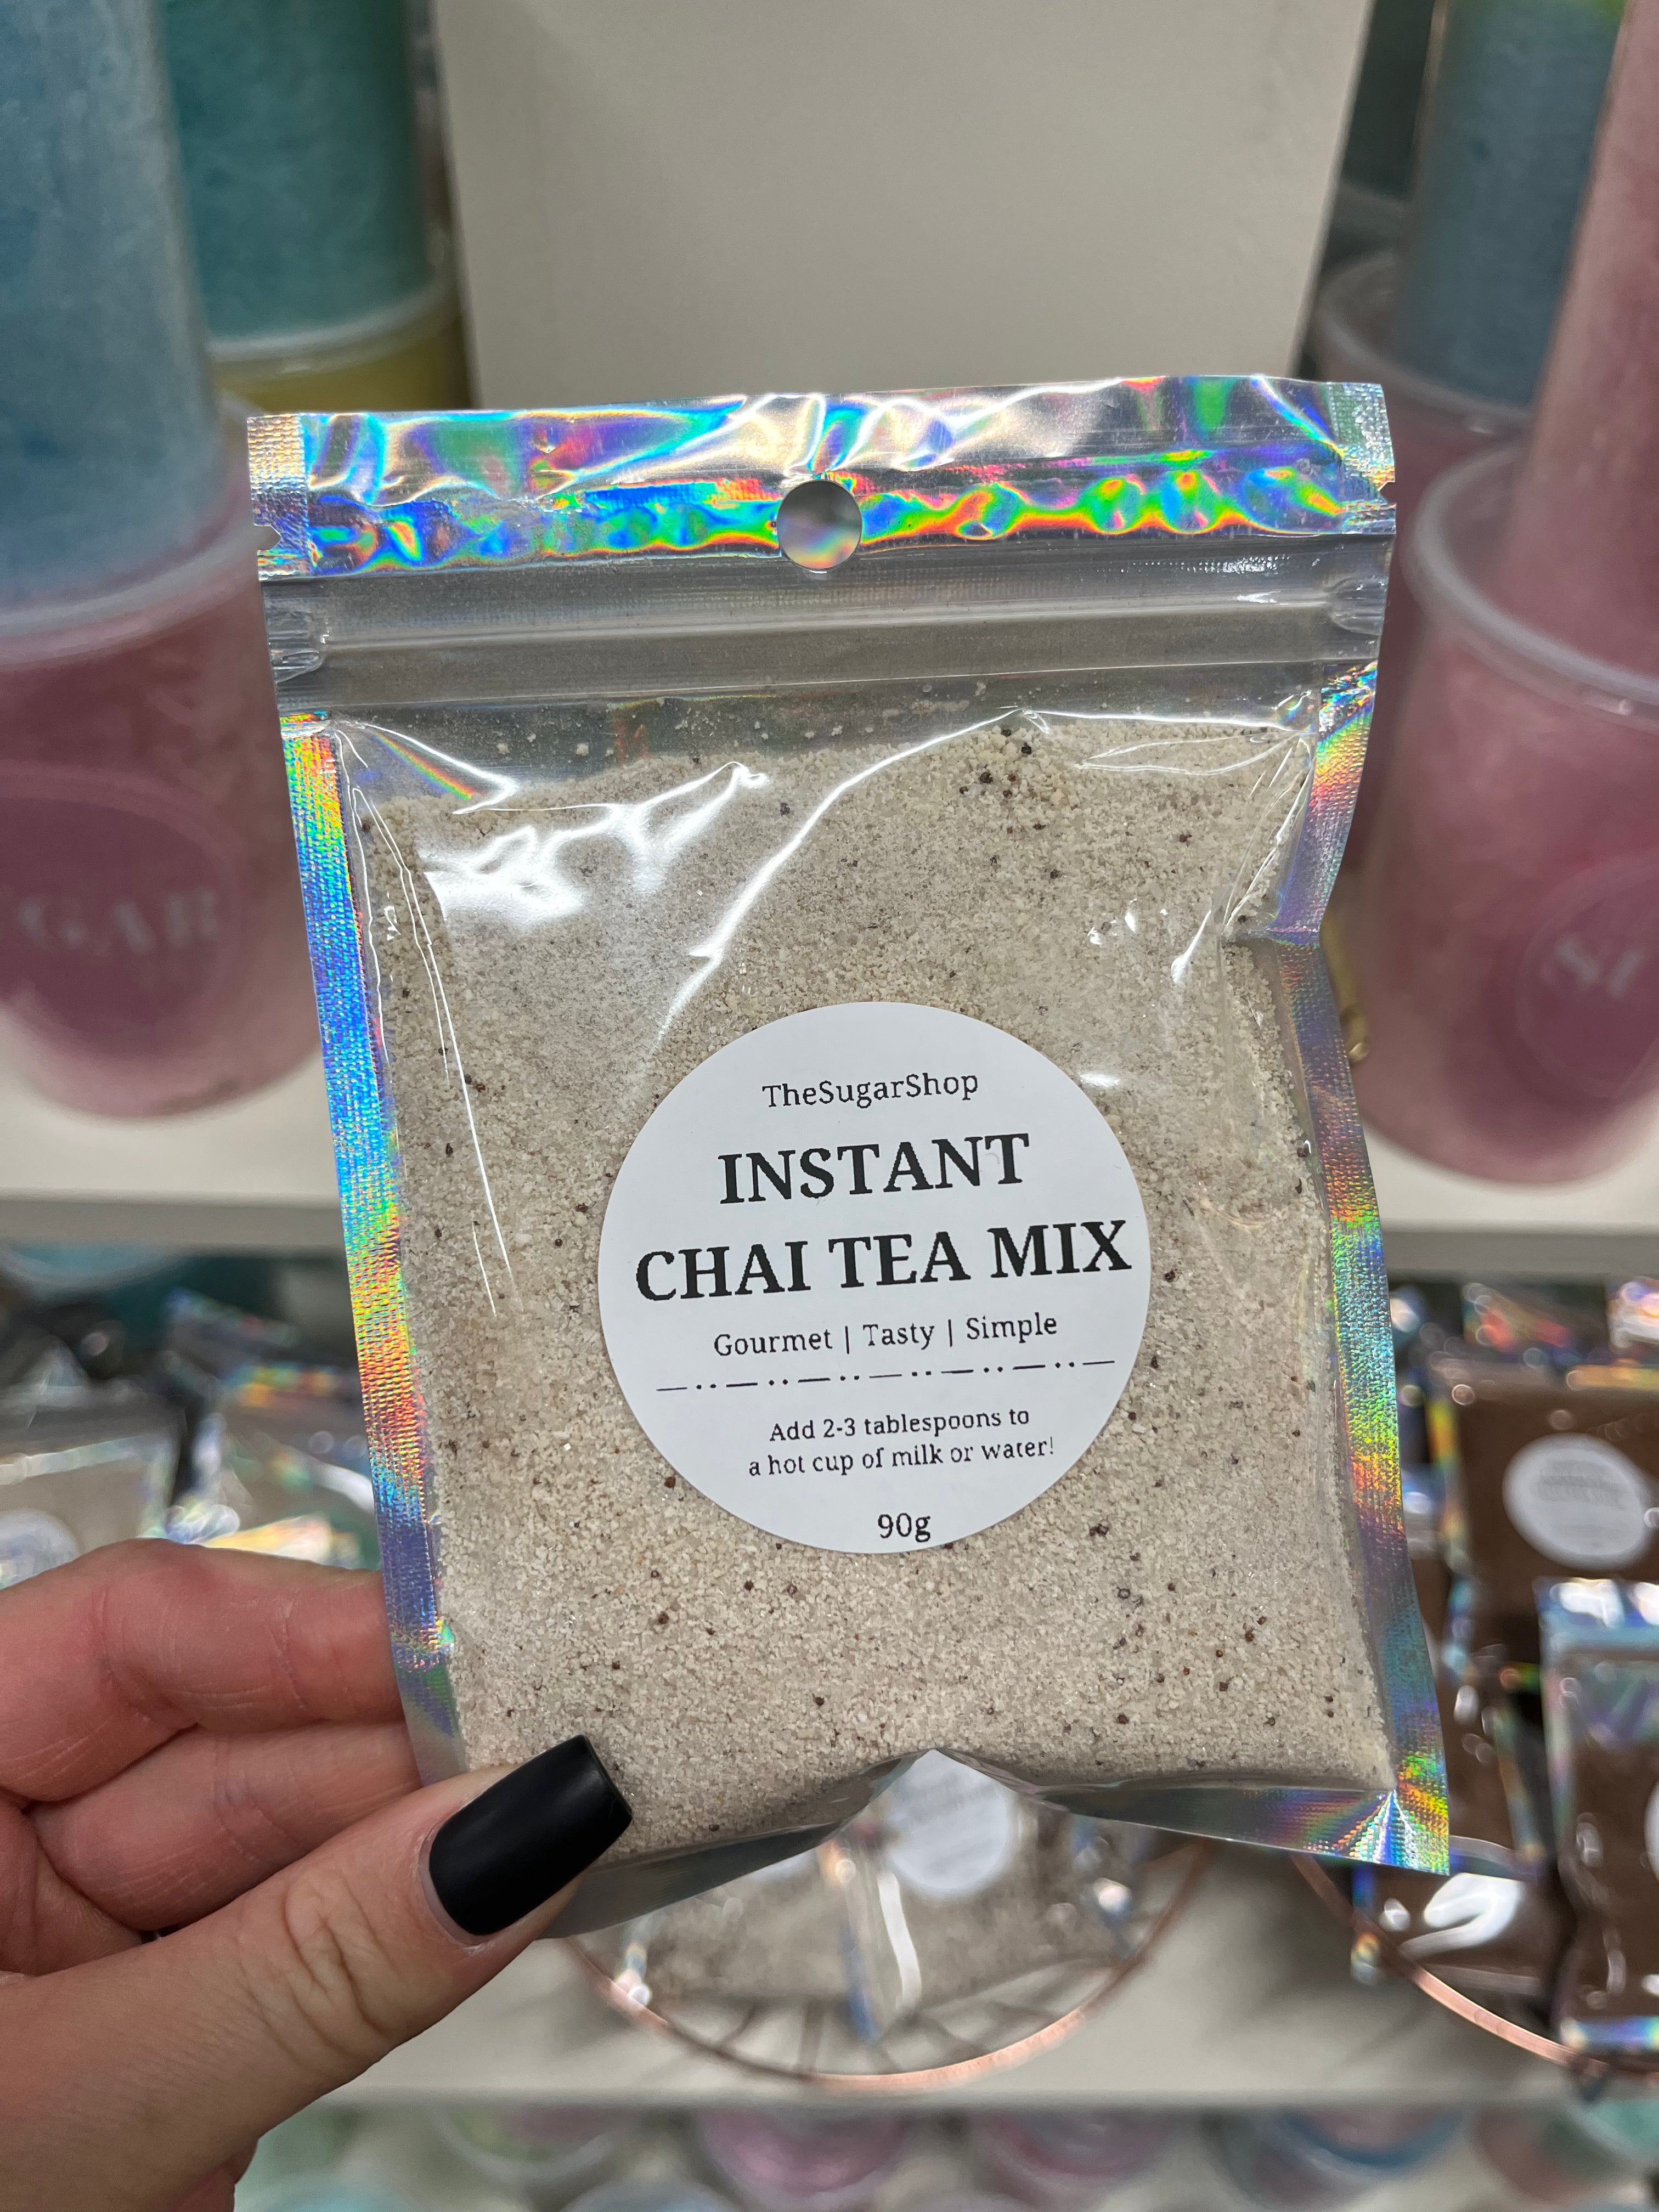 TheSugarShop
INSTANT
CHAI TEA MIX
Gourmet | Tasty | Simple
Add 2-3 tablespoons to
a hot cup of milk or water!
90g